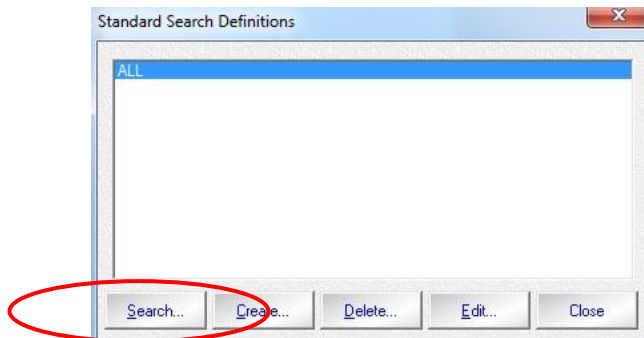 Standard Search Definitions
ALL
Search... Create... Delete... Edit... Close